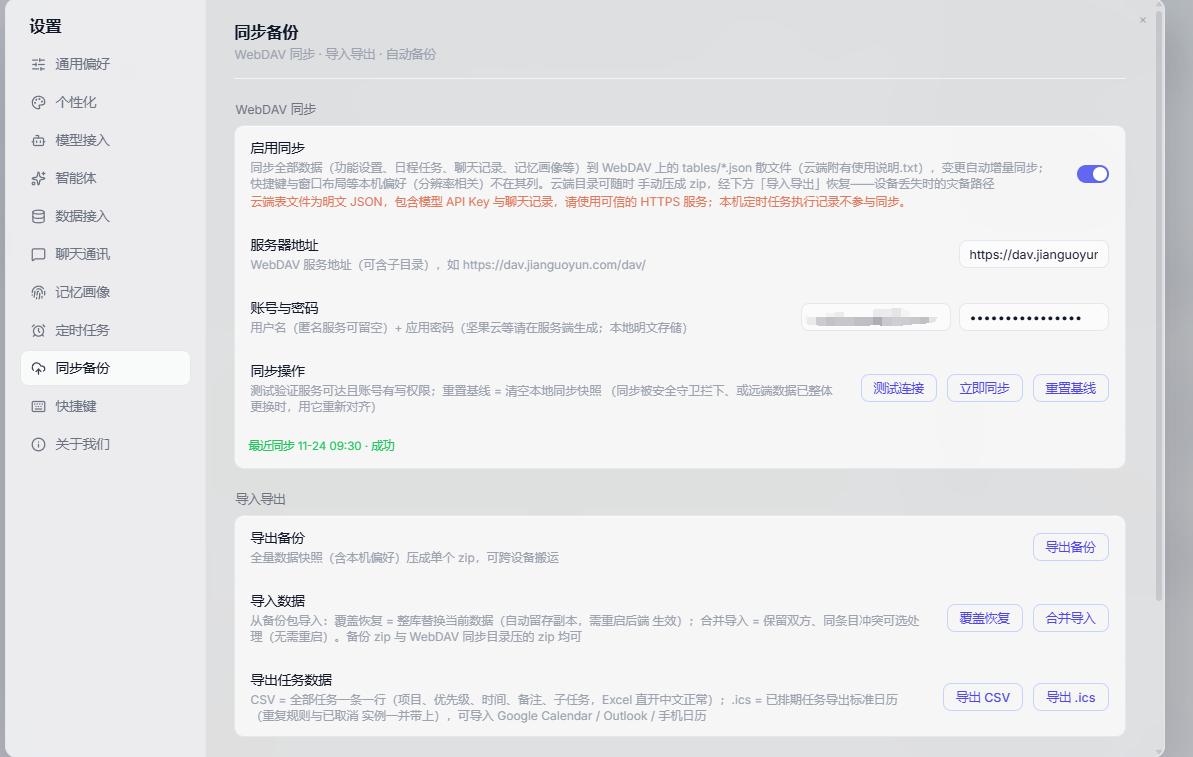 设置
通用偏好
个性化
模型接入
智能体
数据接入
聊天通讯
记忆画像
定时任务
同步备份
快捷键
关于我们
同步备份
WebDAV 同步 · 导入导出 · 自动备份
×
WebDAV 同步
启用同步
同步全部数据（功能设置、日程任务、聊天记录、记忆画像等）到 WebDAV 上的 tables/*.json 散文件（云端附有使用说明.txt），变更自动增量同步；
快捷键与窗口布局等本机偏好（分辨率相关）不在其列。云端目录可随时 手动压成 zip，经下方「导入导出」恢复——设备丢失时的灾备路径
云端表文件为明文 JSON，包含模型 API Key 与聊天记录，请使用可信的 HTTPS 服务；本机定时任务执行记录不参与同步。
服务器地址
WebDAV 服务地址（可含子目录），如 https://dav.jianguoyun.com/dav/
https://dav.jianguoyur
账号与密码
用户名（匿名服务可留空）+ 应用密码（坚果云等请在服务端生成；本地明文存储）
••••••••••••••••
同步操作
测试验证服务可达且账号有写权限；重置基线 = 清空本地同步快照 （同步被安全守卫拦下、或远端数据已整体
更换时，用它重新对齐）
测试连接
立即同步
重置基线
最近同步 11-24 09:30 · 成功
导入导出
导出备份
全量数据快照（含本机偏好）压成单个 zip，可跨设备搬运
导出备份
导入数据
从备份包导入：覆盖恢复 = 整库替换当前数据（自动留存副本，需重启后端 生效）；合并导入 = 保留双方、同条目冲突可选处
理（无需重启）。备份 zip 与 WebDAV 同步目录压的 zip 均可
覆盖恢复
合并导入
导出任务数据
CSV = 全部任务一条一行（项目、优先级、时间、备注、子任务，Excel 直开中文正常）；.ics = 已排期任务导出标准日历
（重复规则与已取消 实例一并带上），可导入 Google Calendar / Outlook / 手机日历
导出 CSV
导出 .ics